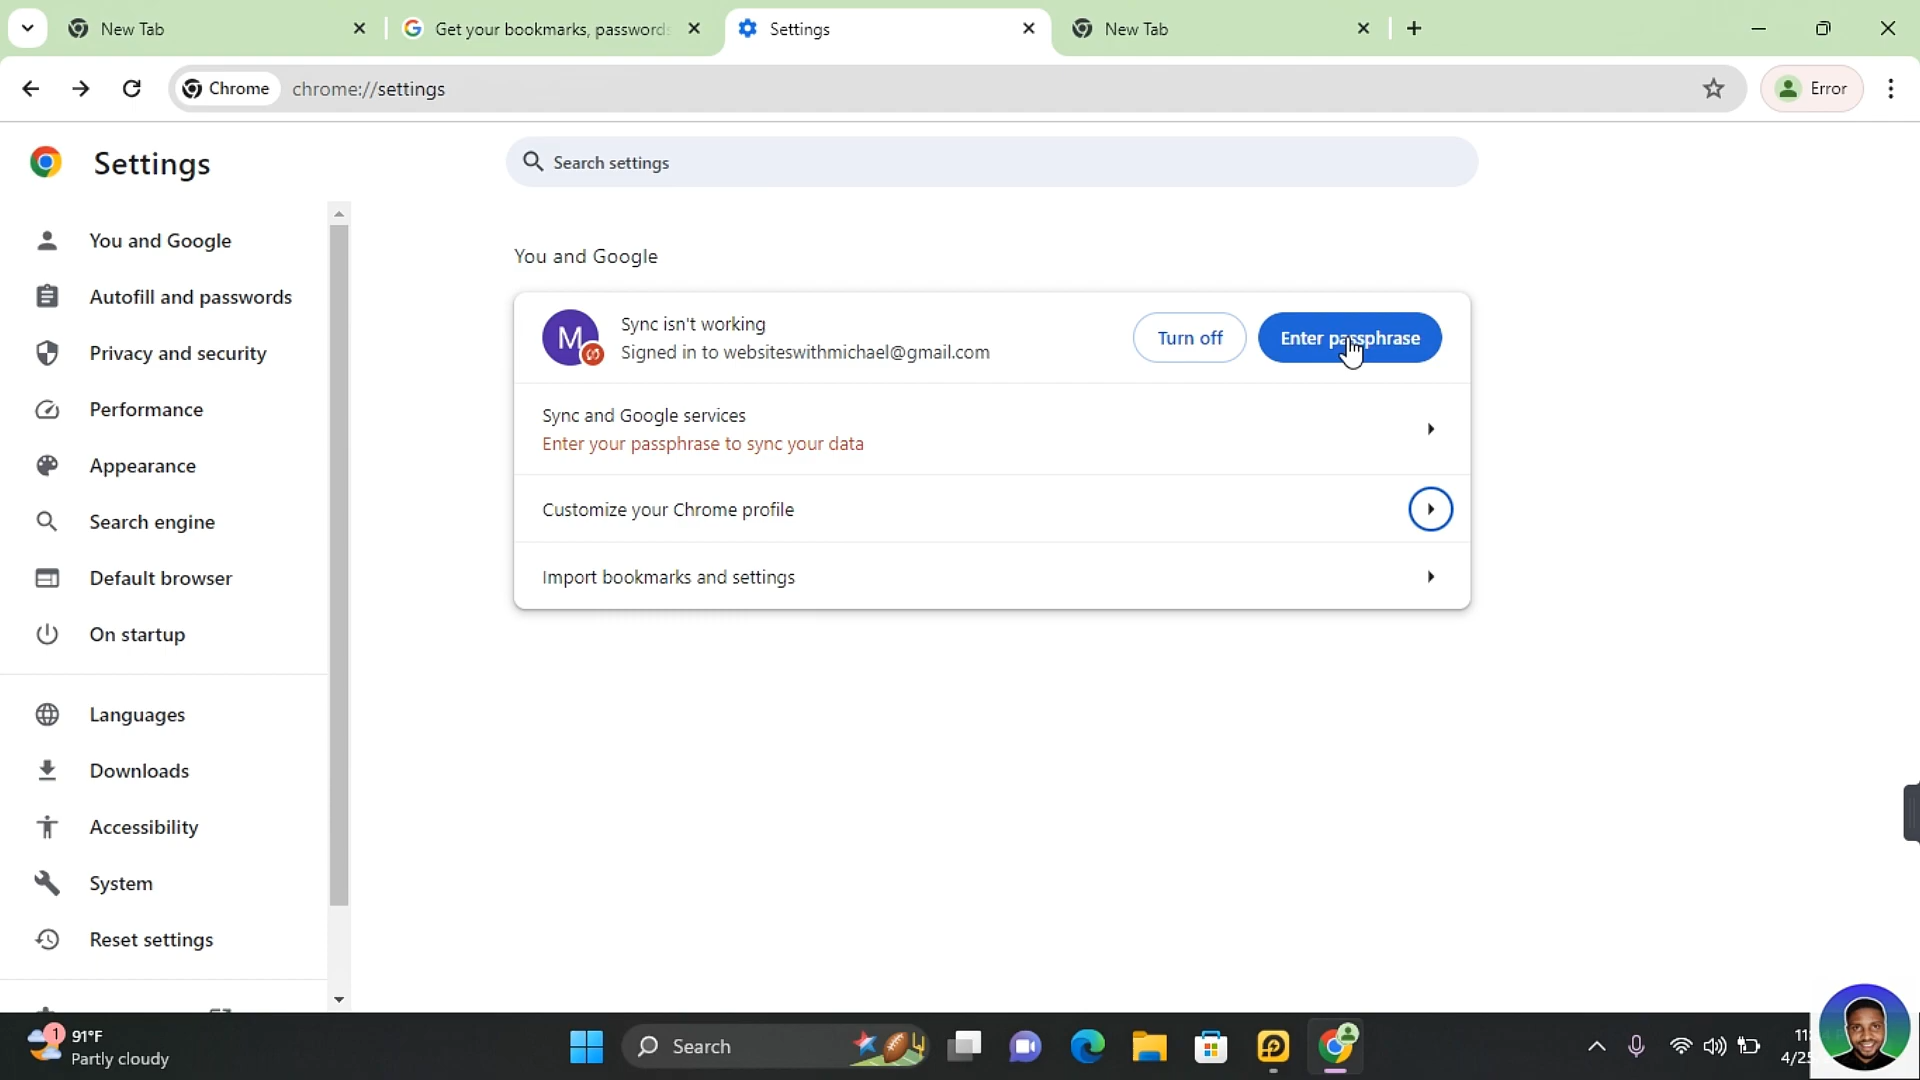 New Tab
Get your bookmarks, passwords
Settings
New Tab
Chrome
chrome://settings
Error
Settings
Search settings
You and Google
Autofill and passwords
Privacy and security
Performance
Appearance
Search engine
Default browser
On startup
Languages
Downloads
Accessibility
System
Reset settings
You and Google
M
Sync isn't working
Signed in to websiteswithmichael@gmail.com
Turn off
Enter passphrase
Sync and Google services
Enter your passphrase to sync your data
Customize your Chrome profile
Import bookmarks and settings
1
91°F
Partly cloudy
Search